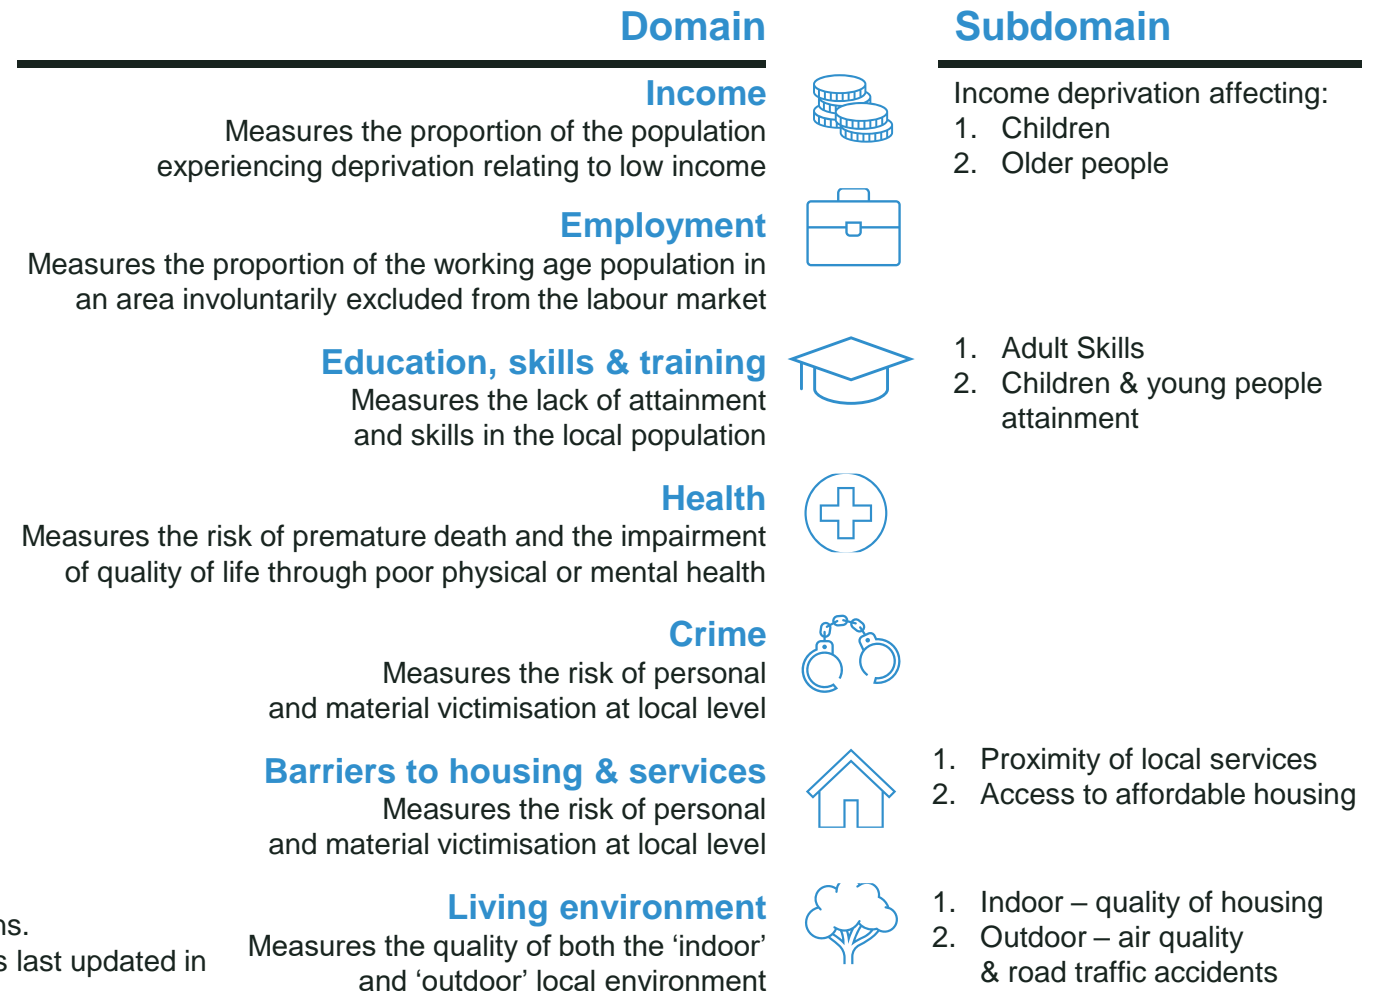 Domain
Subdomain
Income
Measures the proportion of the population
experiencing deprivation relating to low income
Income deprivation affecting:
1. Children
2. Older people
Employment
Measures the proportion of the working age population in
an area involuntarily excluded from the labour market
Education, skills & training
Measures the lack of attainment
and skills in the local population
1. Adult Skills
2. Children & young people
attainment
Health
Measures the risk of premature death and the impairment
of quality of life through poor physical or mental health
Crime
Measures the risk of personal
and material victimisation at local level
Barriers to housing & services
Measures the risk of personal
and material victimisation at local level
1. Proximity of local services
2. Access to affordable housing
Living environment
Measures the quality of both the ‘indoor’
and ‘outdoor’ local environment
1. Indoor – quality of housing
2. Outdoor – air quality
& road traffic accidents
last updated in